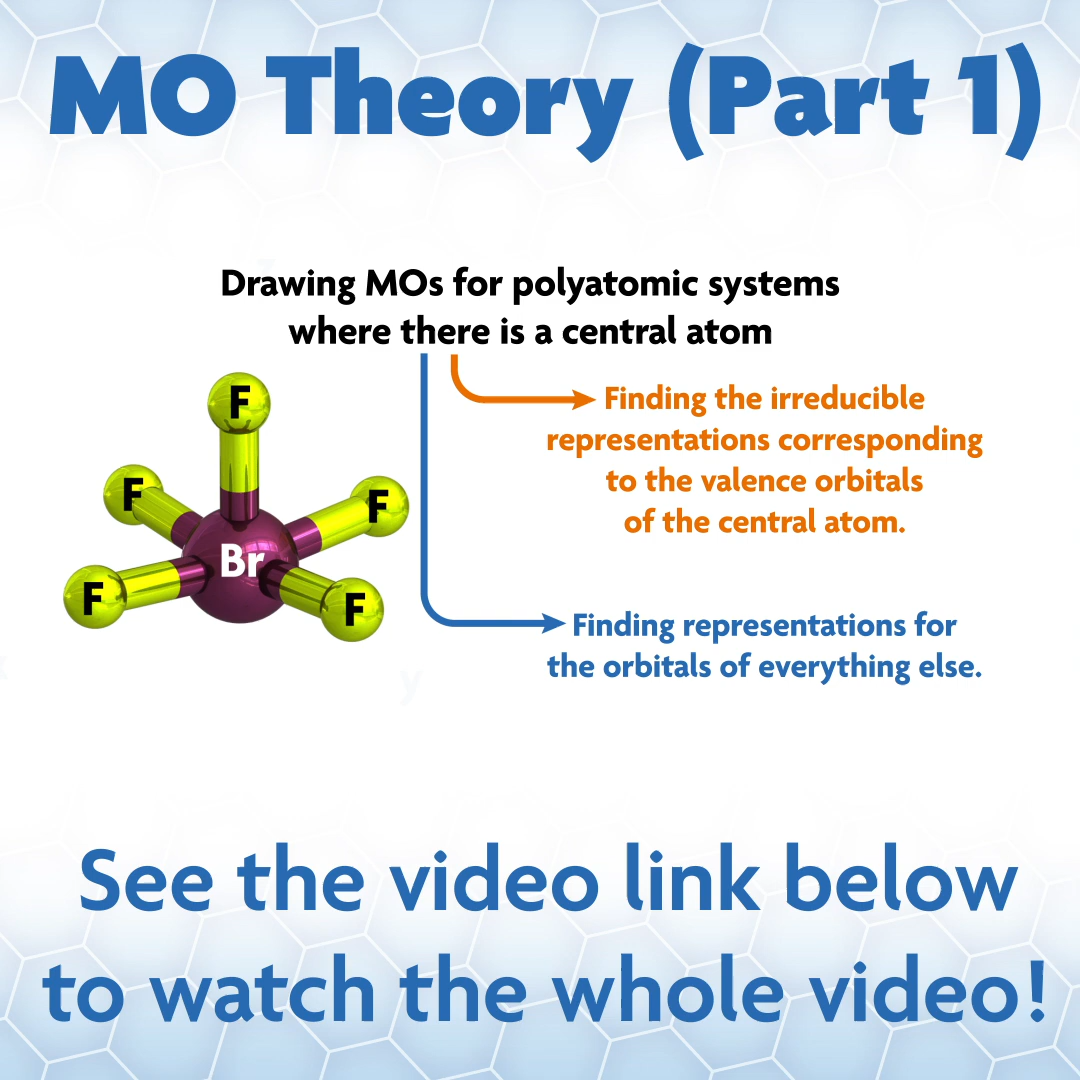 MO Theory (Part 1)
Drawing MOs for polyatomic systems
where there is a central atom
Finding the irreducible
representations corresponding
to the valence orbitals
of the central atom.
F
F
F
Br
F
F
Finding representations for
the orbitals of everything else.
y
See the video link below
to watch the whole video!